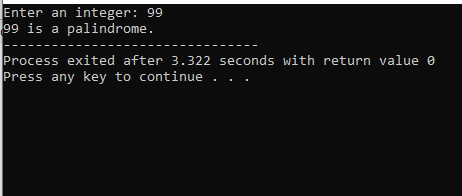 Enter an integer: 99
99 is a palindrome.
--------------------------------
Process exited after 3.322 seconds with return value 0
Press any key to continue . . .